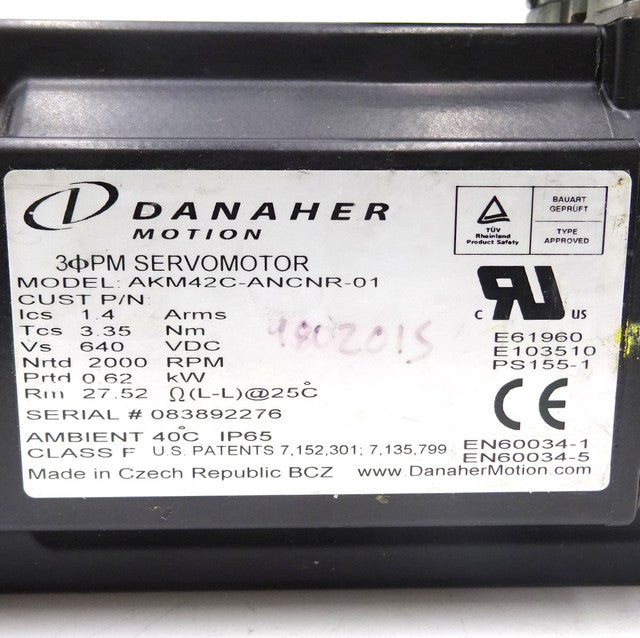 DANAHER
MOTION
TÜV
Rheinland
Product Safety
BAUART
GEPRÜFT
TYPE
APPROVED
3ΦPM SERVOMOTOR
MODEL: AKM42C-ANCNR-01
CUST P/N:
Ics 1.4 Arms
Tcs 3.35 Nm
Vs 640 VDC
Nrtd 2000 RPM
Prtd 0.62 kW
Rm 27.52 Ω(L-L)@25°C
SERIAL # 083892276
AMBIENT 40°C IP65
CLASS F U.S. PATENTS 7,152,301; 7,135,799
Made in Czech Republic BCZ www.DanaherMotion.com
c RU us
E61960
E103510
PS155-1
CE
EN60034-1
EN60034-5